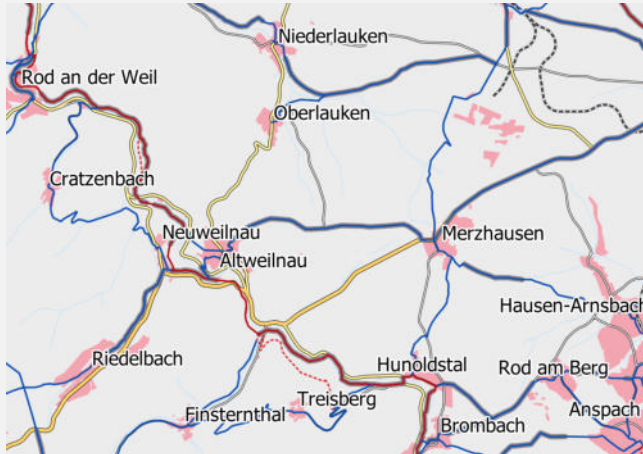 Niederlauken
Rod an der Weil
Oberlauken
Cratzenbach
Neuweilnau
Merzhausen
Altweilnau
Hausen-Arnsbach
Riedelbach
Hunoldstal
Rod am Berg
Treisberg
Finsternthal
Anspach
Brombach